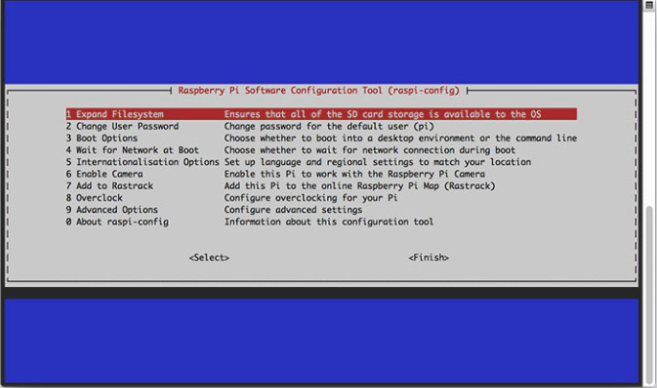 Raspberry Pi Software Configuration Tool (raspi-config)
1 Expand Filesystem Ensures that all of the SD card storage is available to the OS
2 Change User Password Change password for the default user (pi)
3 Boot Options Choose whether to boot into a desktop environment or the command line
4 Wait for Network at Boot Choose whether to wait for network connection during boot
5 Internationalisation Options Set up language and regional settings to match your location
6 Enable Camera Enable this Pi to work with the Raspberry Pi Camera
7 Add to Rastrack Add this Pi to the online Raspberry Pi Map (Rastrack)
8 Overclock Configure overclocking for your Pi
9 Advanced Options Configure advanced settings
0 About raspi-config Information about this configuration tool
<Select> <Finish>